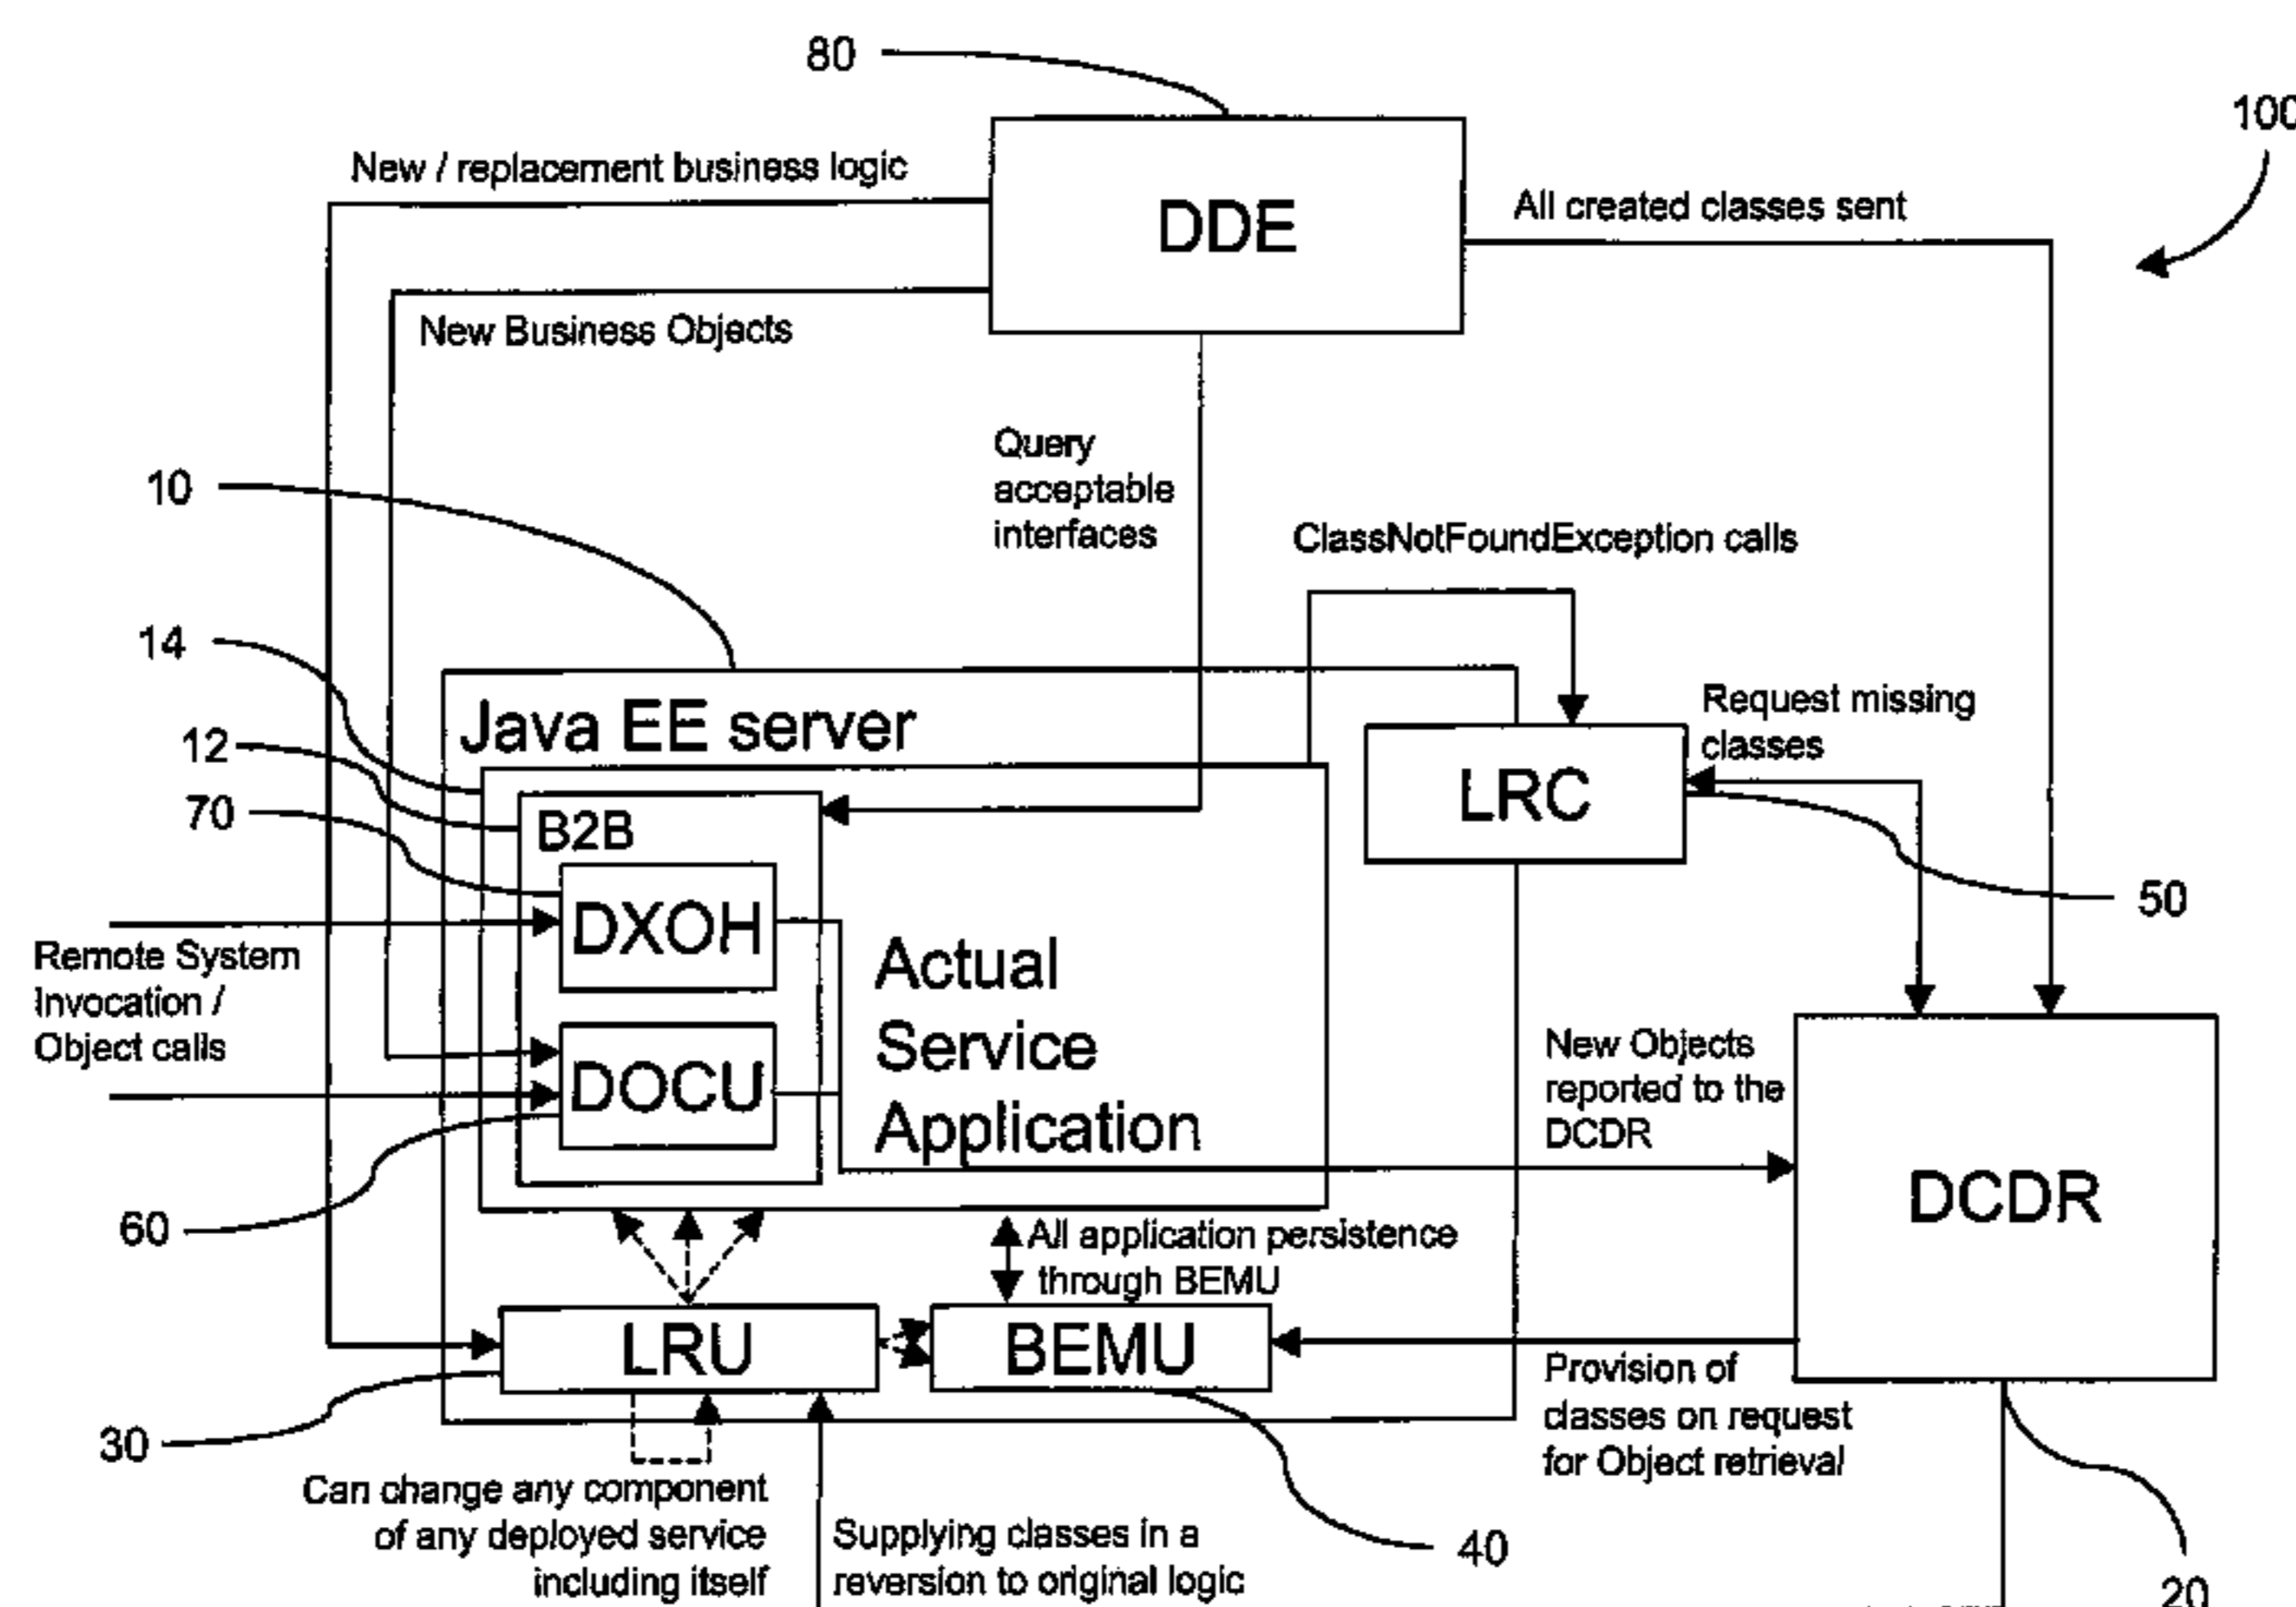 80
100
New / replacement business logic
DDE
All created classes sent
New Business Objects
Query
acceptable
interfaces
10
ClassNotFoundException calls
14
Java EE server
Request missing
classes
12
LRC
70
B2B
50
DXOH
Actual
Service
Application
Remote System
Invocation /
Object calls
DOCU
New Objects
reported to the
DCDR
DCDR
60
All application persistence
through BEMU
LRU
BEMU
Provision of
classes on request
for Object retrieval
30
Can change any component
of any deployed service
including itself
Supplying classes in a
reversion to original logic
40
20